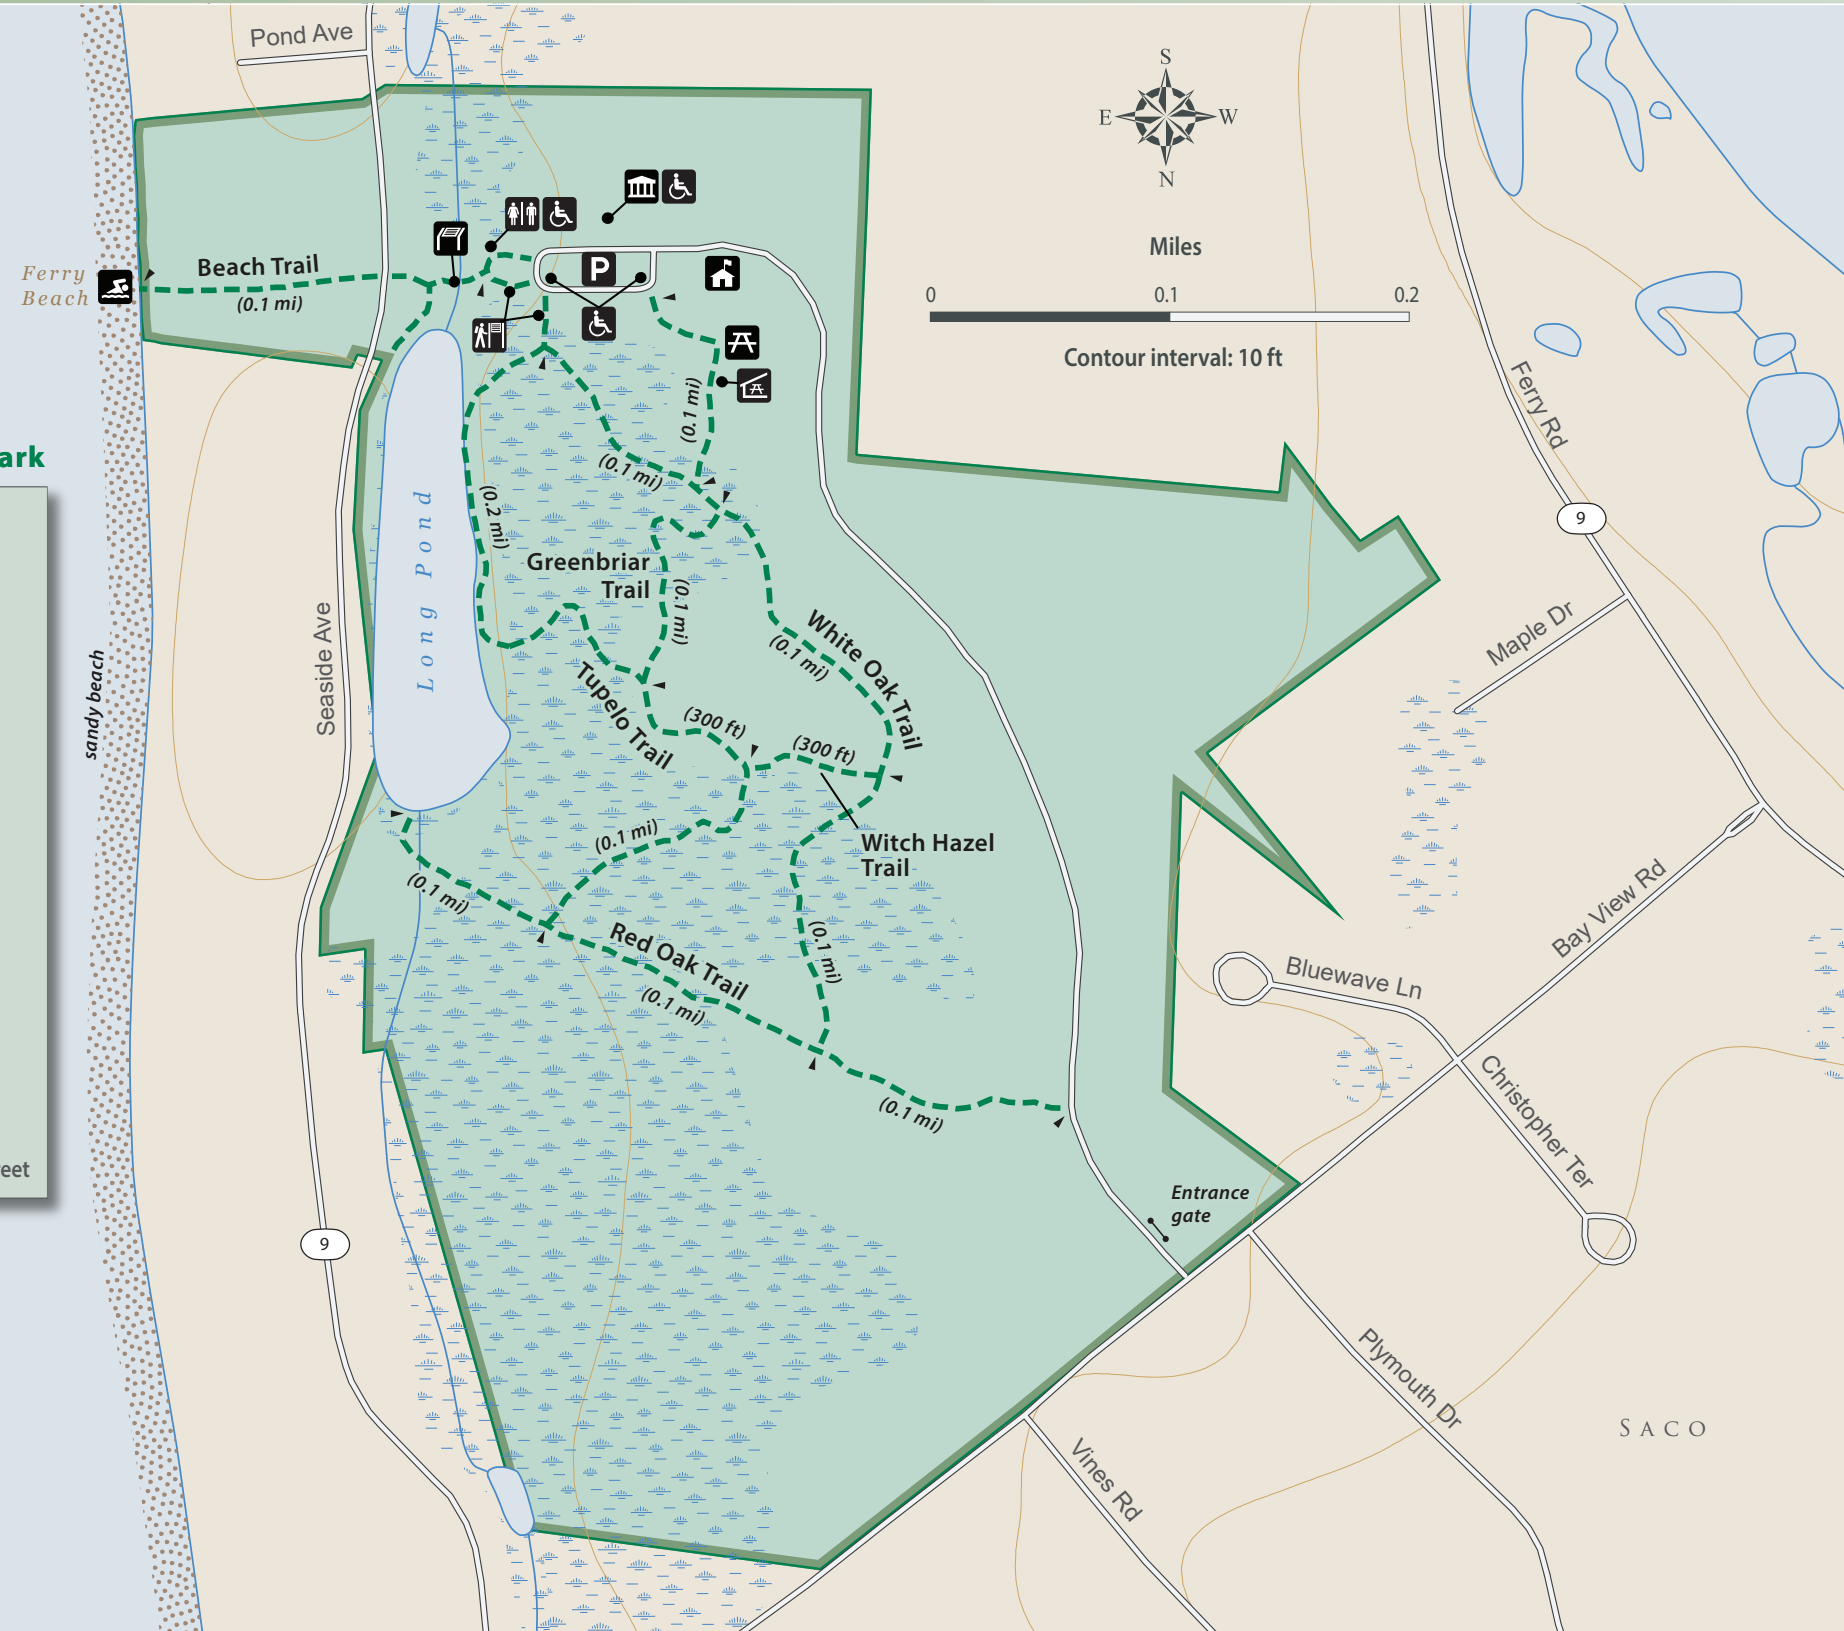 Pond Ave
S
E
W
N
Miles
0
0.1
0.2
Contour interval: 10 ft
Ferry
Beach
Beach Trail
(0.1 mi)
P
(0.1 mi)
(0.1 mi)
(0.2 mi)
Ferry Rd
9
ark
Long Pond
Greenbriar
Trail
(0.1 mi)
White Oak Trail
(0.1 mi)
Maple Dr
Seaside Ave
sandy beach
Tupelo Trail
(300 ft)
(300 ft)
Witch Hazel
Trail
(0.1 mi)
(0.1 mi)
Red Oak Trail
(0.1 mi)
(0.1 mi)
(0.1 mi)
Bay View Rd
Bluewave Ln
Christopher Ter
eet
Entrance
gate
9
Plymouth Dr
Vines Rd
SACO